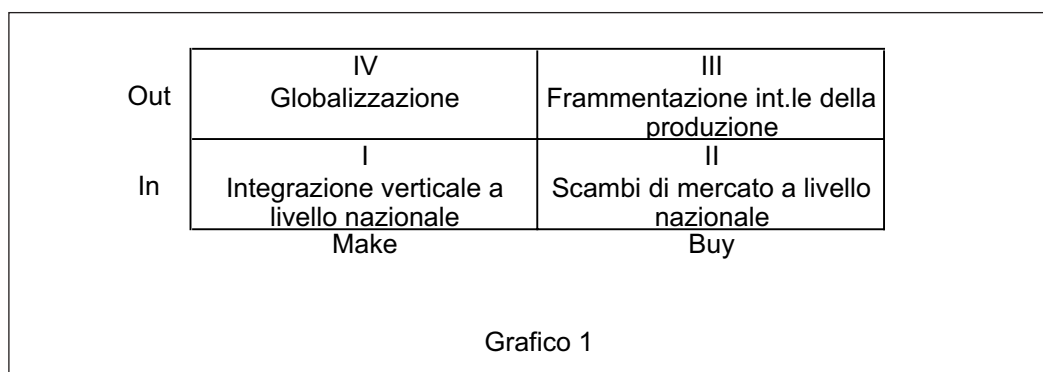 IV
III
Out
Globalizzazione
Frammentazione int.le della
produzione
I
II
In
Integrazione verticale a
livello nazionale
Scambi di mercato a livello
nazionale
Make
Buy
Grafico 1